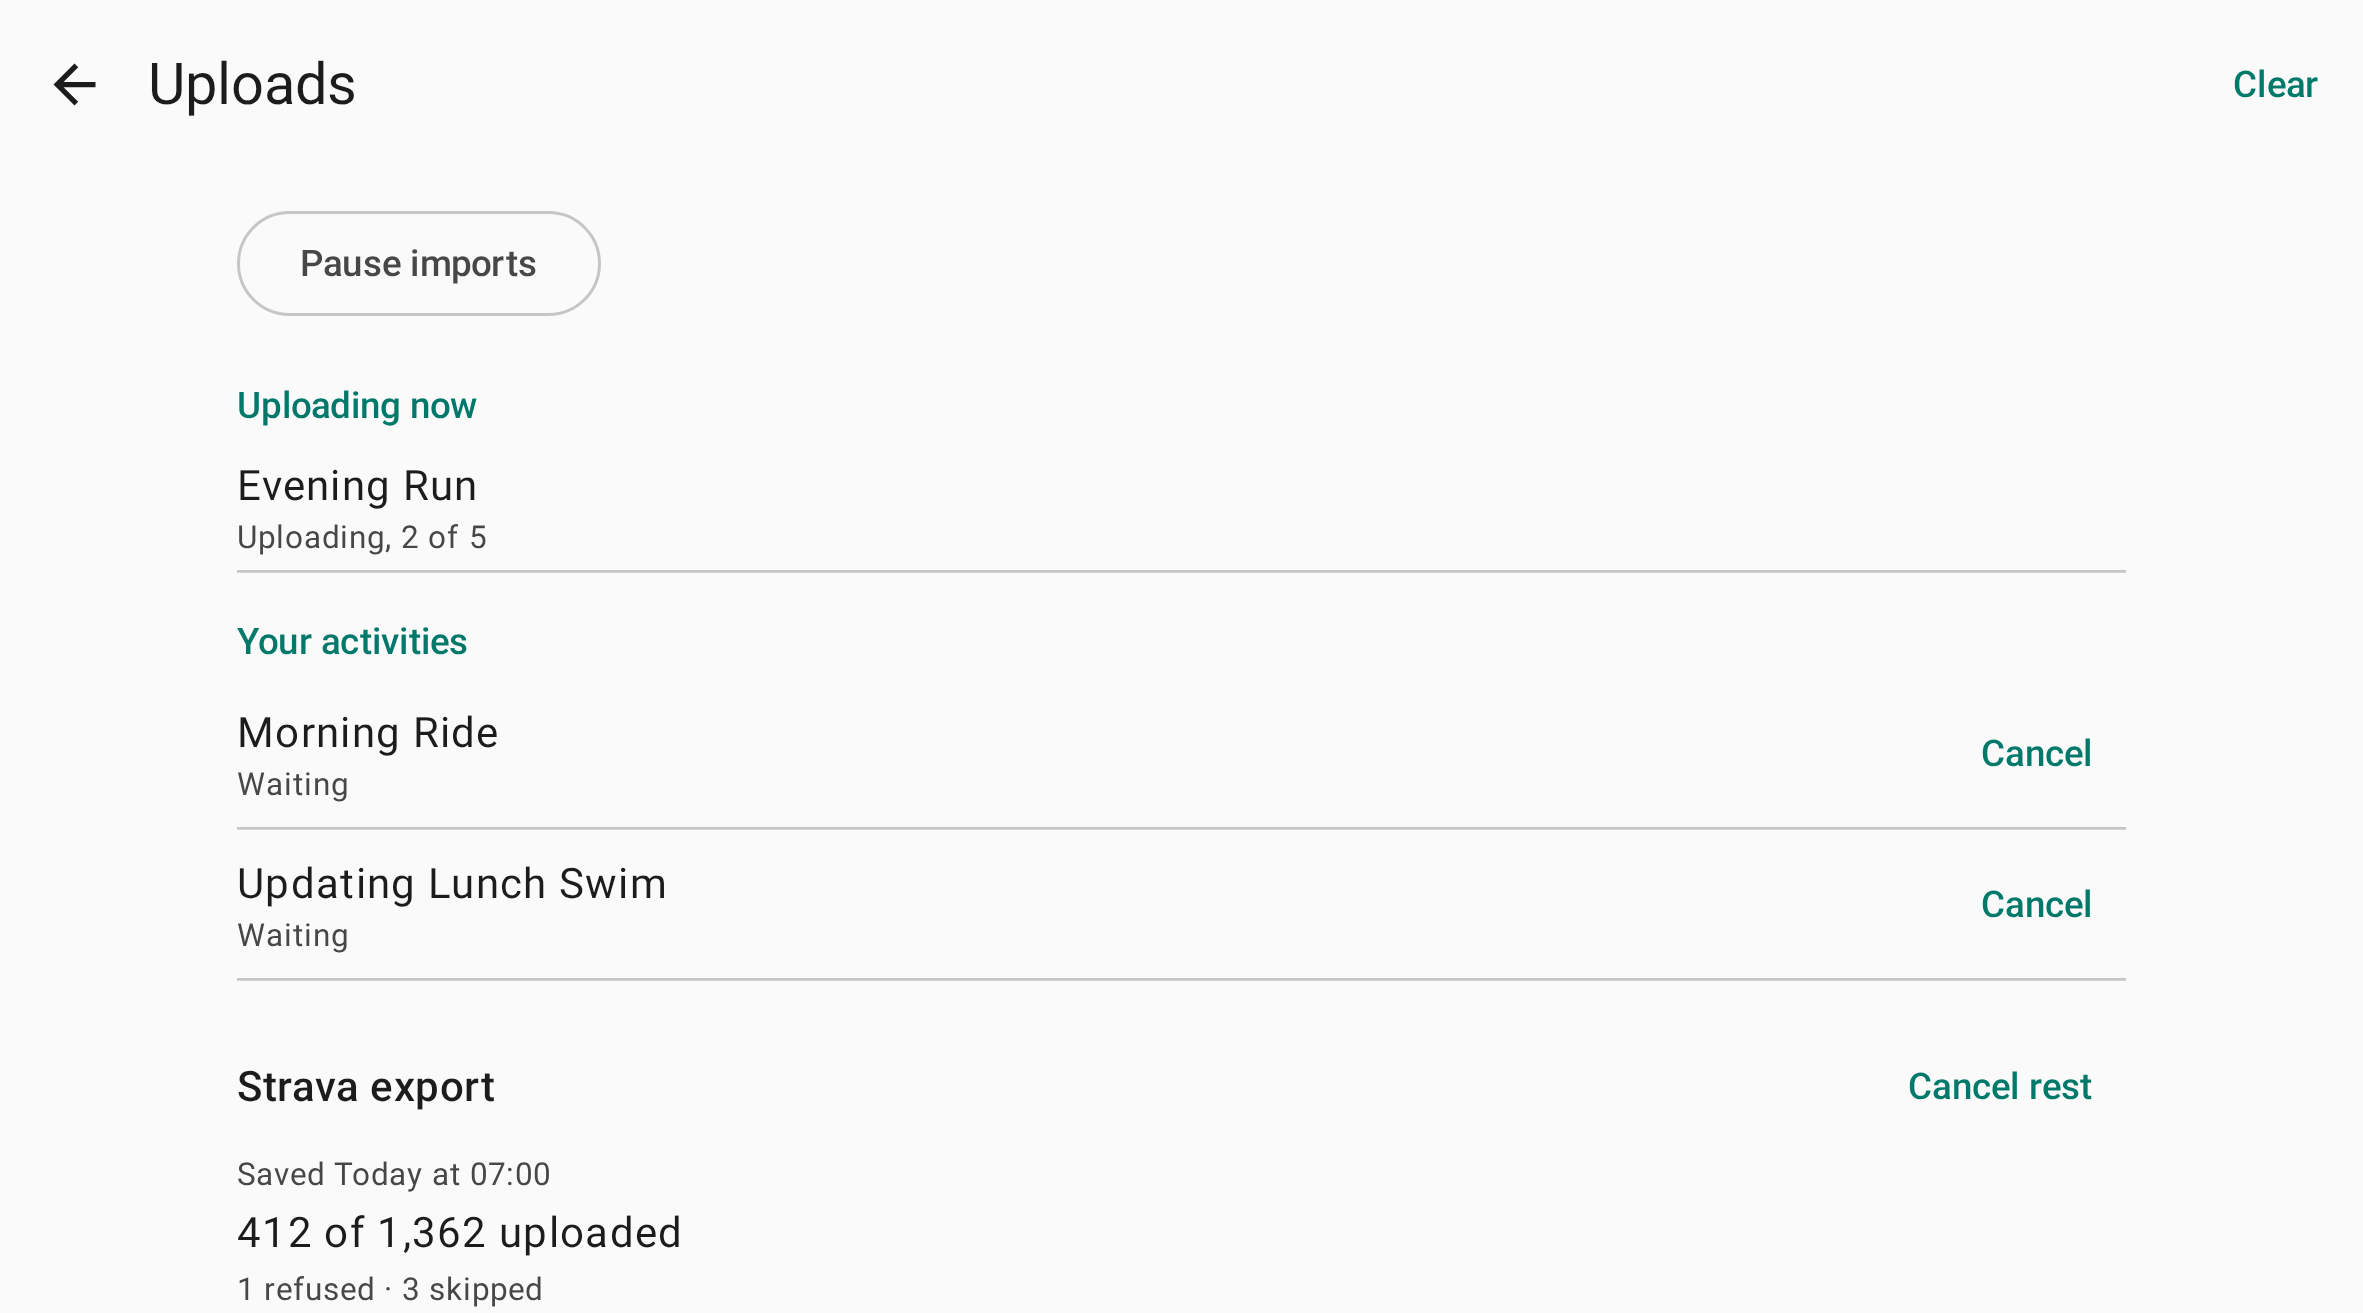 Uploads
Clear
Pause imports
Uploading now
Evening Run
Uploading, 2 of 5
Your activities
Morning Ride
Waiting
Cancel
Updating Lunch Swim
Waiting
Cancel
Strava export
Cancel rest
Saved Today at 07:00
412 of 1,362 uploaded
1 refused · 3 skipped